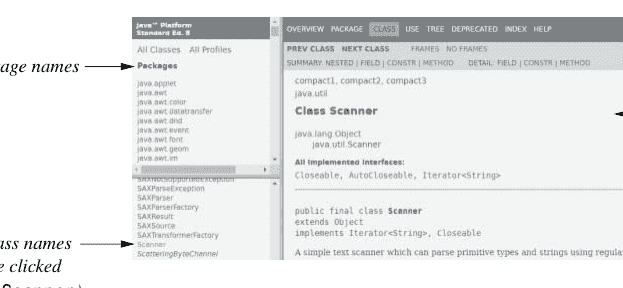 Java™ Platform
Standard Ed. 8
All Classes All Profiles
Packages
java.applet
java.awt
java.awt.color
java.awt.datatransfer
java.awt.dnd
java.awt.event
java.awt.font
java.awt.geom
java.awt.im
SAXNotSupportedException
SAXParseException
SAXParser
SAXParserFactory
SAXResult
SAXSource
SAXTransformerFactory
Scanner
ScatteringByteChannel
age names
ass names
e clicked
Scanner)
OVERVIEW PACKAGE CLASS USE TREE DEPRECATED INDEX HELP
PREV CLASS NEXT CLASS FRAMES NO FRAMES
SUMMARY: NESTED | FIELD | CONSTR | METHOD DETAIL: FIELD | CONSTR | METHOD
compact1, compact2, compact3
java.util
Class Scanner
java.lang.Object
java.util.Scanner
All Implemented Interfaces:
Closeable, AutoCloseable, Iterator<String>
public final class Scanner
extends Object
implements Iterator<String>, Closeable
A simple text scanner which can parse primitive types and strings using regula